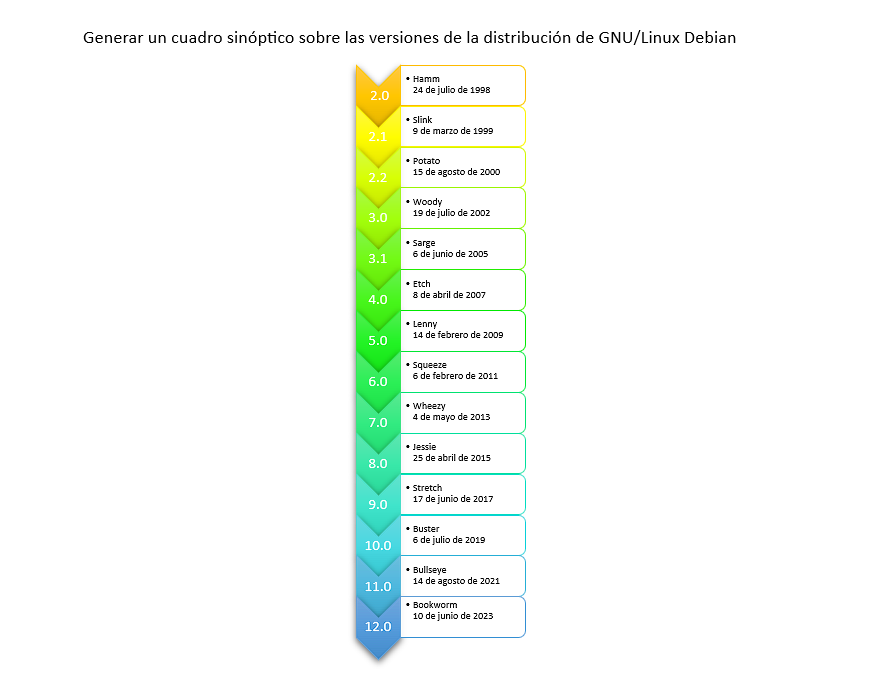 Generar un cuadro sinóptico sobre las versiones de la distribución de GNU/Linux Debian
2.0
• Hamm
24 de julio de 1998
2.1
• Slink
9 de marzo de 1999
2.2
• Potato
15 de agosto de 2000
3.0
• Woody
19 de julio de 2002
3.1
• Sarge
6 de junio de 2005
4.0
• Etch
8 de abril de 2007
5.0
• Lenny
14 de febrero de 2009
6.0
• Squeeze
6 de febrero de 2011
7.0
• Wheezy
4 de mayo de 2013
8.0
• Jessie
25 de abril de 2015
9.0
• Stretch
17 de junio de 2017
10.0
• Buster
6 de julio de 2019
11.0
• Bullseye
14 de agosto de 2021
12.0
• Bookworm
10 de junio de 2023